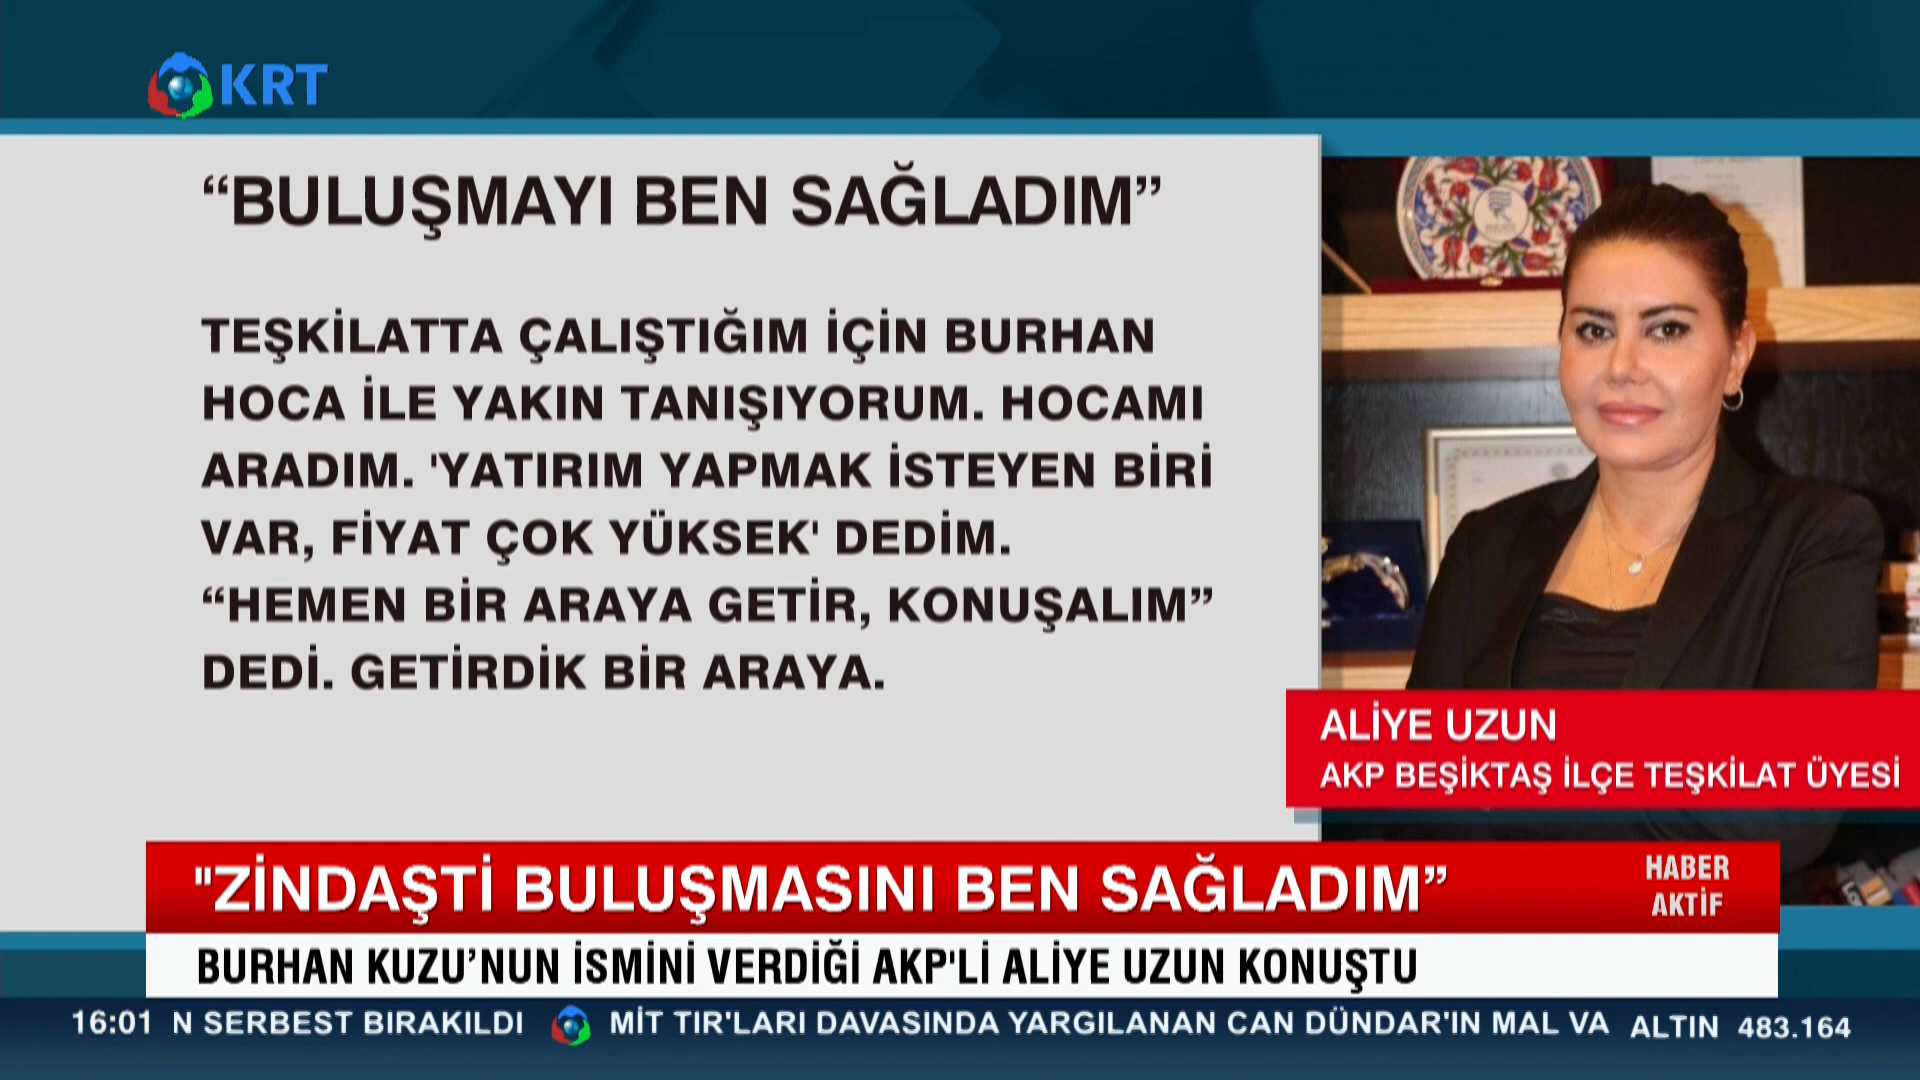 KRT
“BULUŞMAYI BEN SAĞLADIM”
TEŞKİLATTA ÇALIŞTIĞIM İÇİN BURHAN
HOCA İLE YAKIN TANIŞIYORUM. HOCAMI
ARADIM. 'YATIRIM YAPMAK İSTEYEN BİRİ
VAR, FİYAT ÇOK YÜKSEK' DEDİM.
“HEMEN BİR ARAYA GETİR, KONUŞALIM”
DEDİ. GETİRDİK BİR ARAYA.
ALİYE UZUN
AKP BEŞİKTAŞ İLÇE TEŞKİLAT ÜYESİ
"ZİNDAŞTİ BULUŞMASINI BEN SAĞLADIM”
HABER
AKTİF
BURHAN KUZU’NUN İSMİNİ VERDİĞİ AKP'Lİ ALİYE UZUN KONUŞTU
16:01 N SERBEST BIRAKILDI MİT TIR'LARI DAVASINDA YARGILANAN CAN DÜNDAR'IN MAL VA ALTIN 483.164